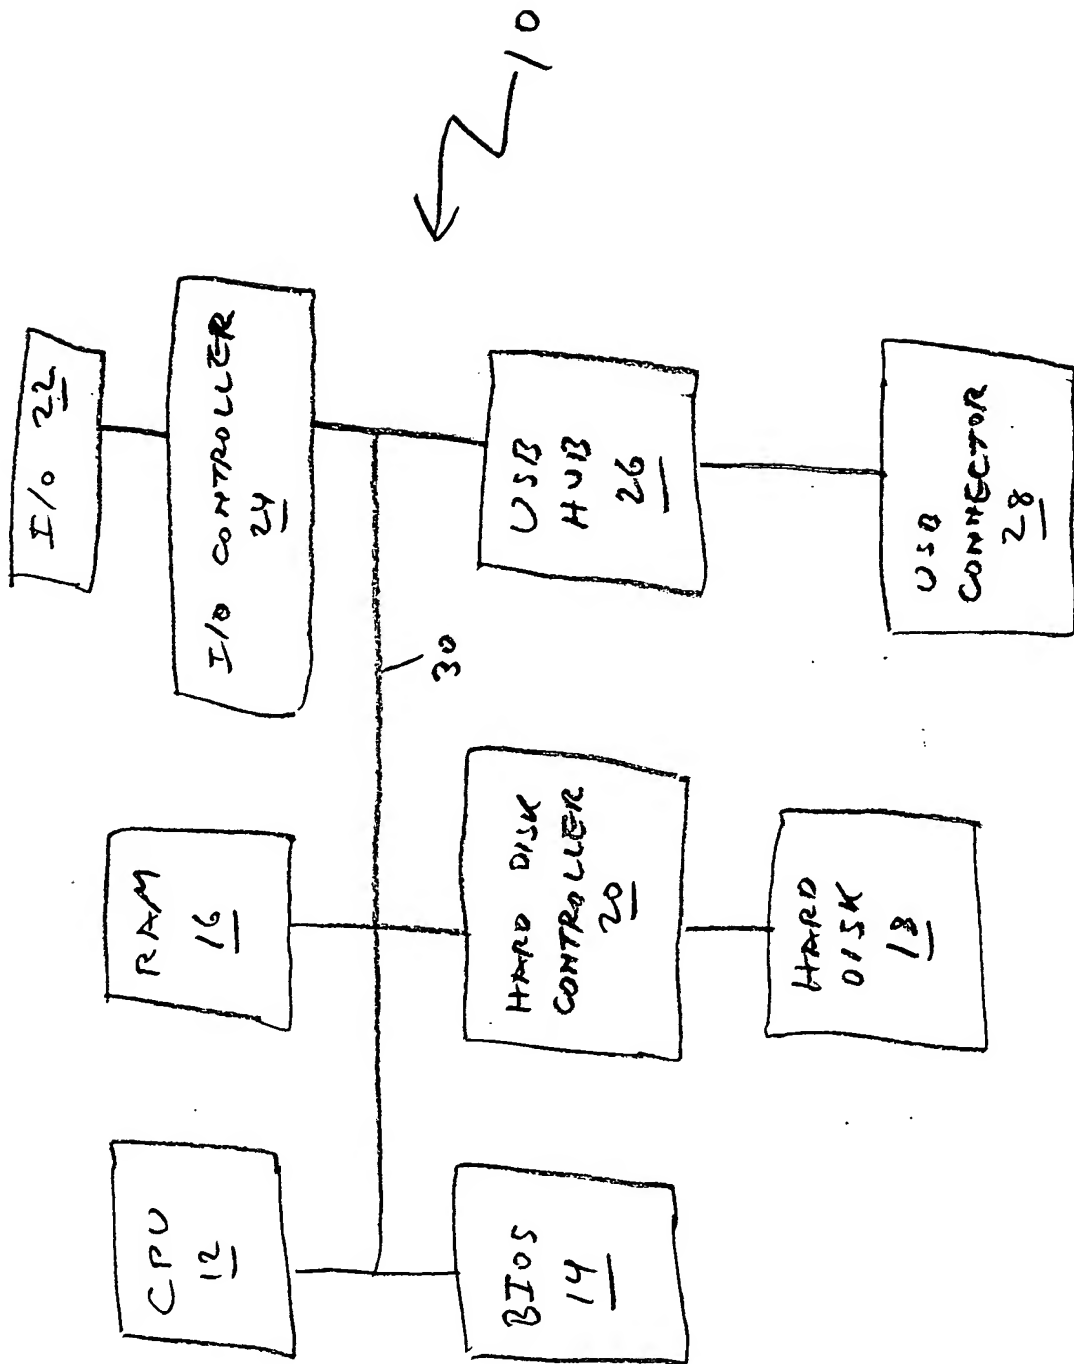 I/O 22
CPU
12
RAM
16
I/O CONTROLLER
24
10
30
BIOS
14
HARD DISK
CONTROLLER
20
USB
HUB
26
HARD
DISK
18
USB
CONNECTOR
28